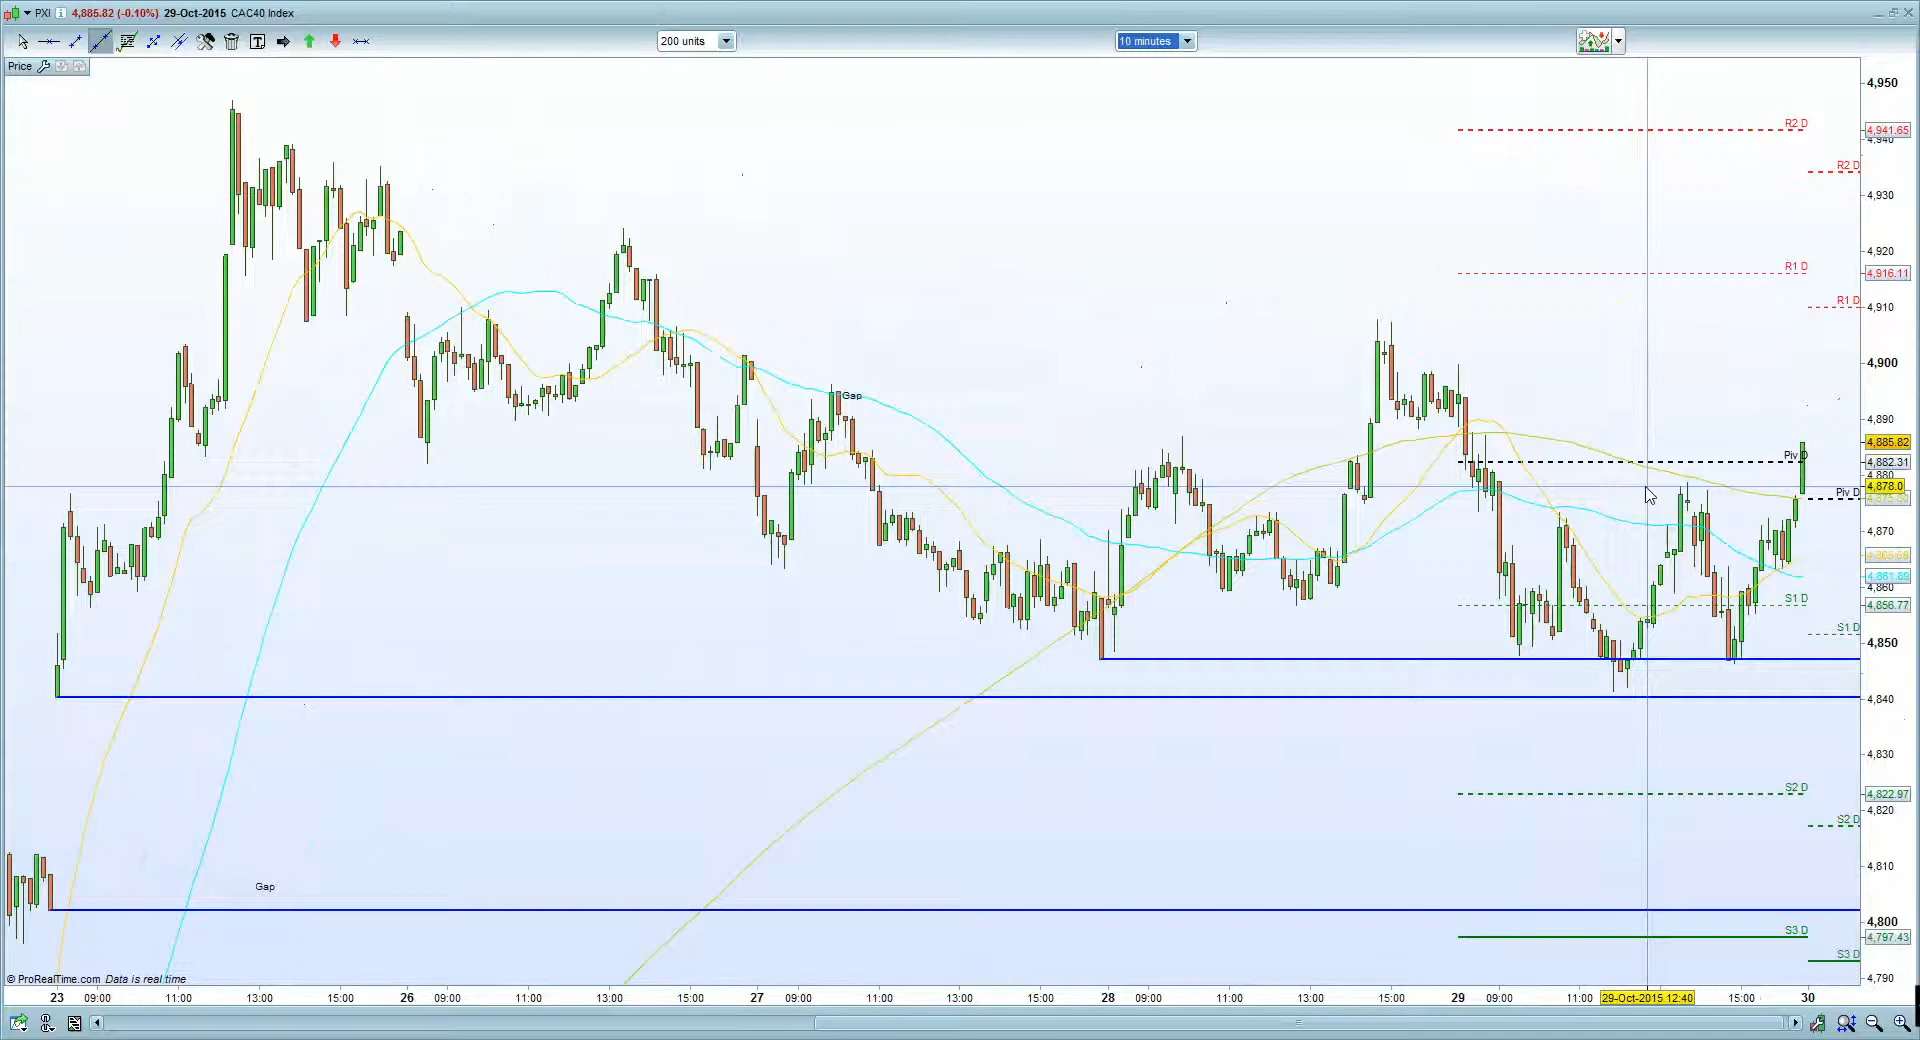 PXI 4,885.82 (-0.10%) 29-Oct-2015 CAC40 Index
200 units
10 minutes
Price
4,950
R2 D
4,941.65
4,940
R2 D
4,930
4,920
R1 D
4,916.11
R1 D
4,910
4,900
Gap
4,890
4,885.82
Piv D
4,882.31
4,880
4,878.0
Piv D
4,870
4,861.89
4,860
S1 D
4,856.77
S1 D
4,850
4,840
4,830
S2 D
4,822.97
S2 D
4,820
4,810
Gap
4,800
S3 D
4,797.43
S3 D
4,790
© ProRealTime.com Data is real time
23 09:00 11:00 13:00 15:00 26 09:00 11:00 13:00 15:00 27 09:00 11:00 13:00 15:00 28 09:00 11:00 13:00 15:00 29 09:00 11:00 29-Oct-2015 12:40 15:00 30